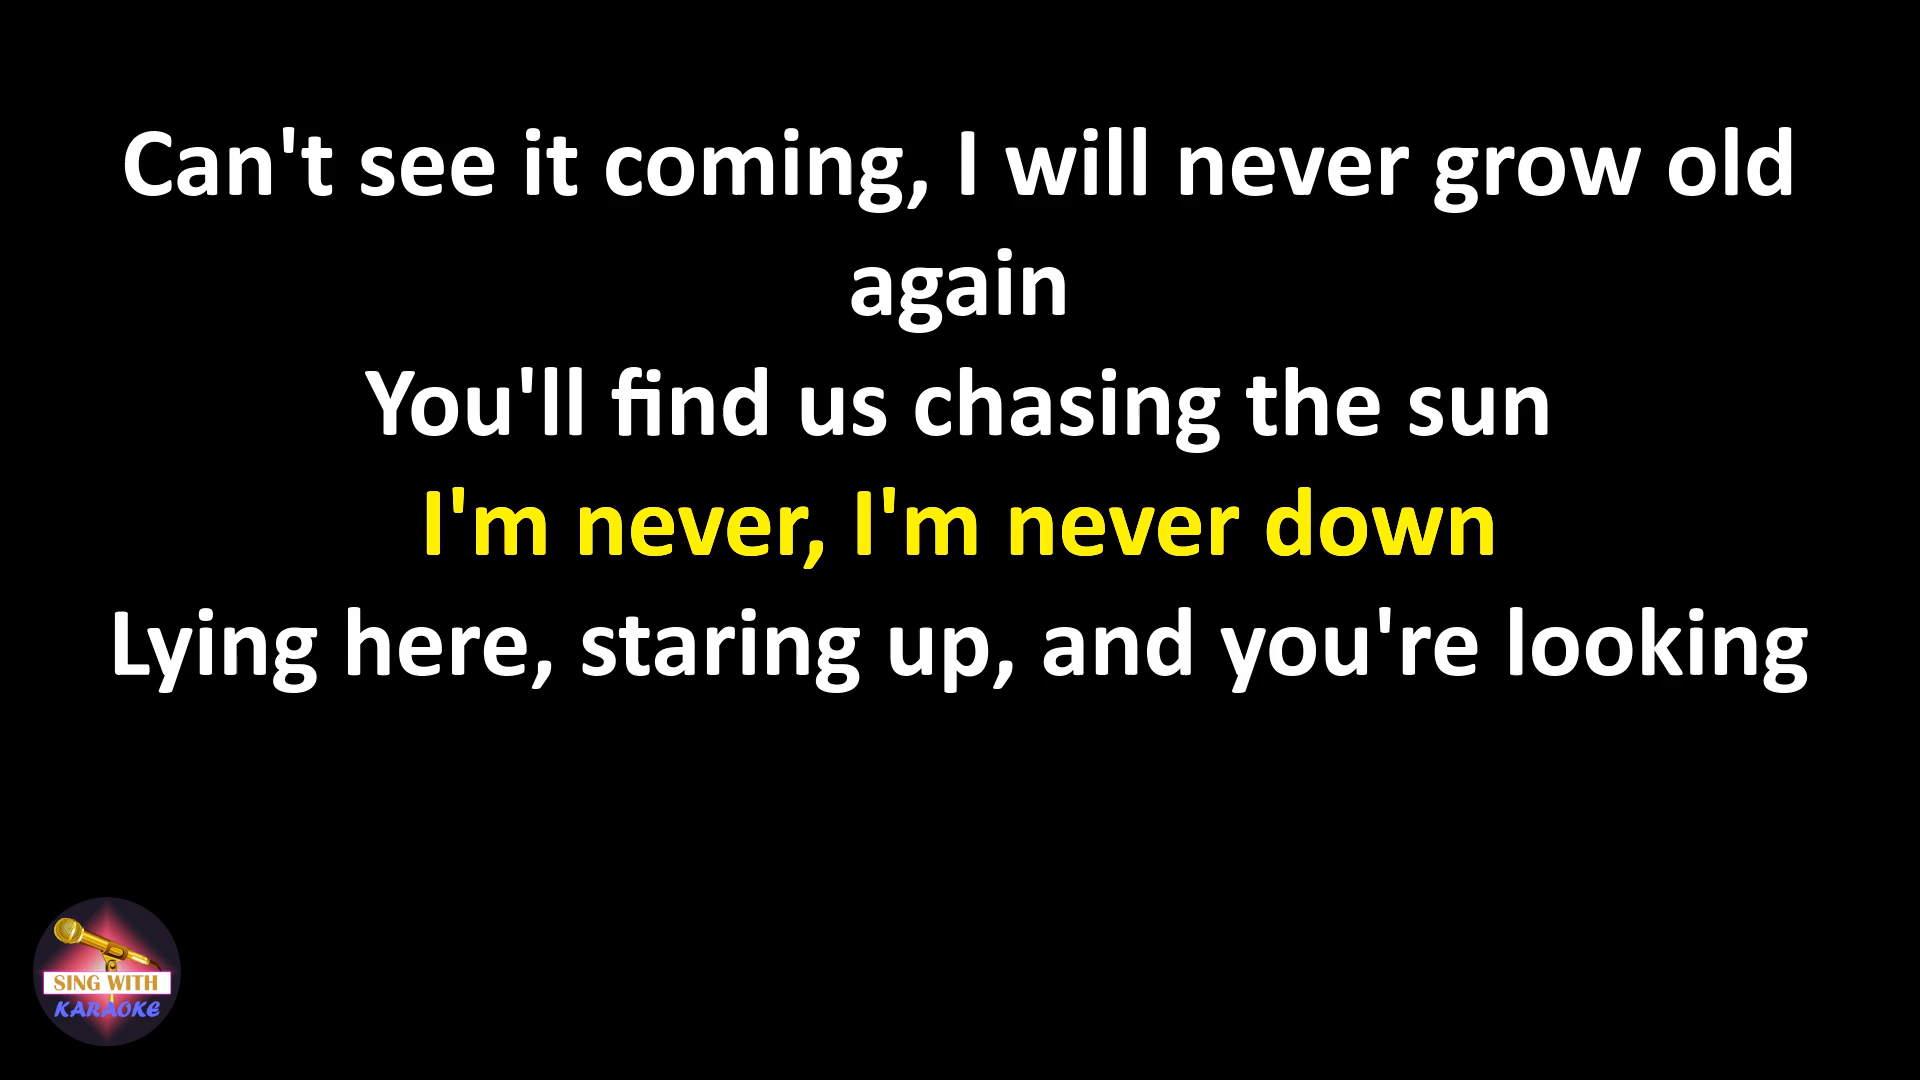 Can't see it coming, I will never grow old
again
You'll find us chasing the sun
I'm never, I'm never down
Lying here, staring up, and you're looking
SING WITH
KARAOKE